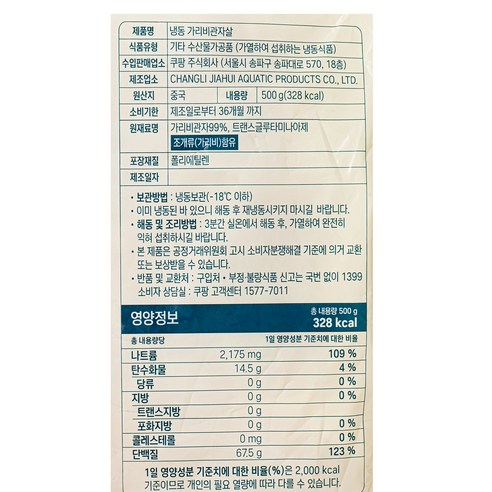 제품명 냉동 가리비관자살
식품유형 기타 수산물가공품 (가열하여 섭취하는 냉동식품)
수입판매업소 쿠팡 주식회사 (서울시 송파구 송파대로 570, 18층)
제조업소 CHANGLI JIAHUI AQUATIC PRODUCTS CO., LTD.
원산지 중국 내용량 500g(328 kcal)
소비기한 제조일로부터 36개월 까지
원재료명 가리비관자99%, 트랜스글루타미나아제
조개류(가리비)함유
포장재질 폴리에틸렌
제조일자
• 보관방법 : 냉동보관(-18℃ 이하)
• 이미 냉동된 바 있으니 해동 후 재냉동시키지 마시길 바랍니다.
• 해동 및 조리방법 : 3분간 실온에서 해동 후, 가열하여 완전히
익혀 섭취하시길 바랍니다.
• 본 제품은 공정거래위원회 고시 소비자분쟁해결 기준에 의거 교환
또는 보상받을 수 있습니다.
• 반품 및 교환처 : 구입처 • 부정·불량식품 신고는 국번 없이 1399
소비자 상담실 : 쿠팡 고객센터 1577-7011
영양정보 총 내용량 500 g
328 kcal
총 내용량당 1일 영양성분 기준치에 대한 비율
나트륨 2,175 mg 109 %
탄수화물 14.5 g 4 %
당류 0 g 0 %
지방 0 g 0 %
트랜스지방 0 g
포화지방 0 g 0 %
콜레스테롤 0 mg 0 %
단백질 67.5 g 123 %
1일 영양성분 기준치에 대한 비율(%)은 2,000 kcal
기준이므로 개인의 필요 열량에 따라 다를 수 있습니다.